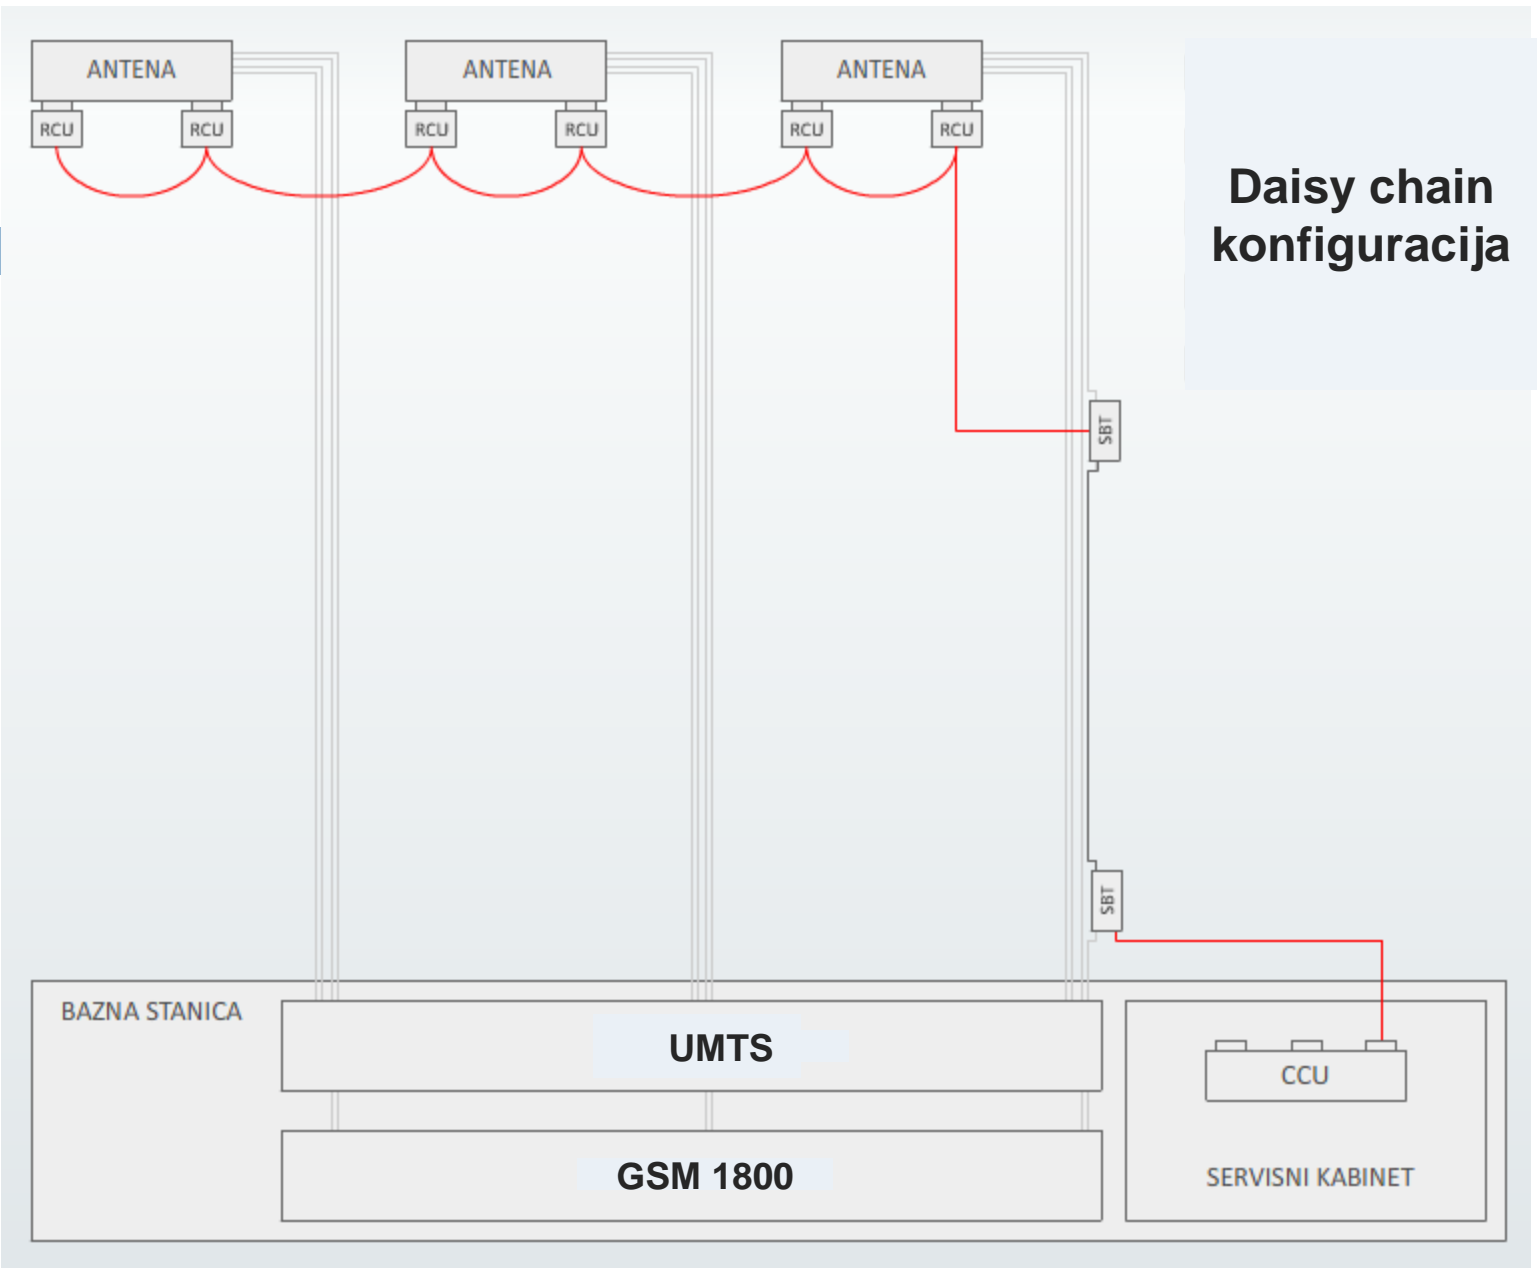 ANTENA
ANTENA
ANTENA
RCU
RCU
RCU
RCU
RCU
RCU
Daisy chain
konfiguracija
SBT
SBT
BAZNA STANICA
UMTS
CCU
GSM 1800
SERVISNI KABINET